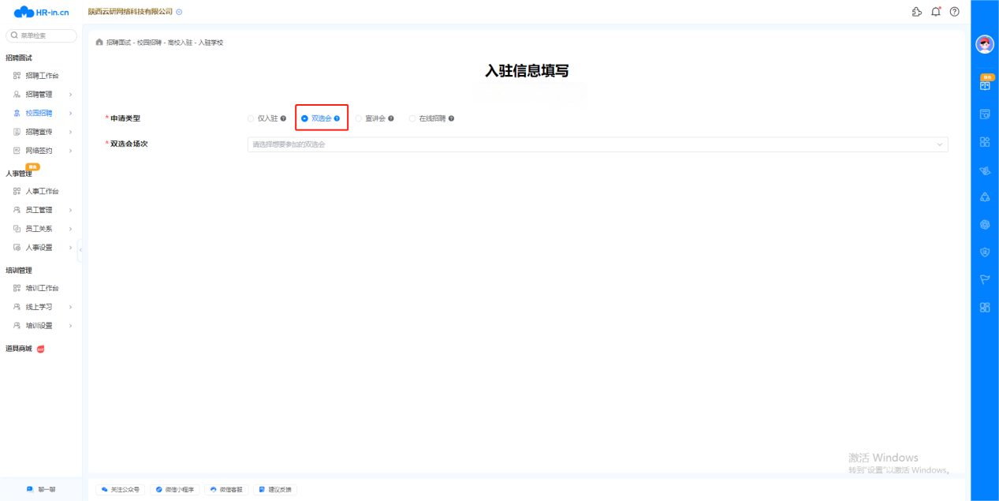 HR-in.cn
陕西云研网络科技有限公司
菜单检索
招聘面试 - 校园招聘 - 高校入驻 - 入驻学校
招聘面试
招聘工作台
招聘管理
校园招聘
招聘宣传
网络签约
人事管理
人事工作台
员工管理
员工关系
人事设置
培训管理
培训工作台
线上学习
培训设置
道具商城
聊一聊
入驻信息填写
*申请类型
仅入驻 双选会 宣讲会 在线招聘
*双选会场次
请选择想要参加的双选会
激活 Windows
转到"设置"以激活 Windows。
关注公众号 微信小程序 微信客服 建议反馈